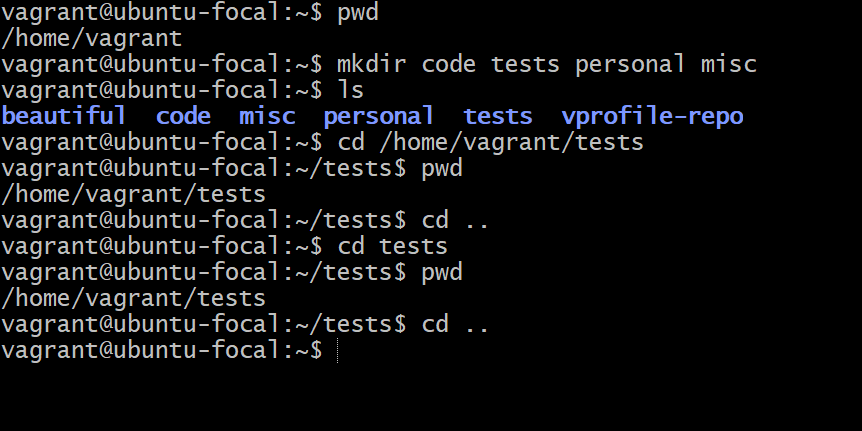 vagrant@ubuntu-focal:~$ pwd
/home/vagrant
vagrant@ubuntu-focal:~$ mkdir code tests personal misc
vagrant@ubuntu-focal:~$ ls
beautiful  code  misc  personal  tests  vprofile-repo
vagrant@ubuntu-focal:~$ cd /home/vagrant/tests
vagrant@ubuntu-focal:~/tests$ pwd
/home/vagrant/tests
vagrant@ubuntu-focal:~/tests$ cd ..
vagrant@ubuntu-focal:~$ cd tests
vagrant@ubuntu-focal:~/tests$ pwd
/home/vagrant/tests
vagrant@ubuntu-focal:~/tests$ cd ..
vagrant@ubuntu-focal:~$